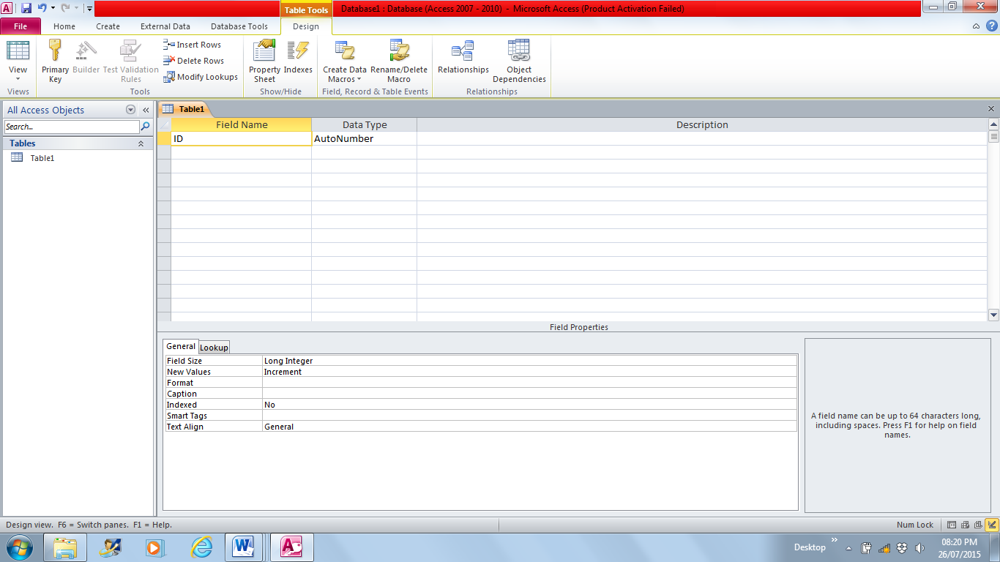 Table Tools
Database1 : Database (Access 2007 - 2010) - Microsoft Access (Product Activation Failed)
File Home Create External Data Database Tools Design
View
Primary Key
Builder
Test Validation Rules
Insert Rows
Delete Rows
Modify Lookups
Property Sheet
Indexes
Create Data Macros
Rename/Delete Macro
Relationships
Object Dependencies
Views Tools Show/Hide Field, Record & Table Events Relationships
All Access Objects
Search...
Tables
Table1
Table1
Field Name Data Type Description
ID AutoNumber
Field Properties
General Lookup
Field Size Long Integer
New Values Increment
Format
Caption
Indexed No
Smart Tags
Text Align General
A field name can be up to 64 characters long,
including spaces. Press F1 for help on field
names.
Design view. F6 = Switch panes. F1 = Help.
Num Lock
Desktop
08:20 PM
26/07/2015